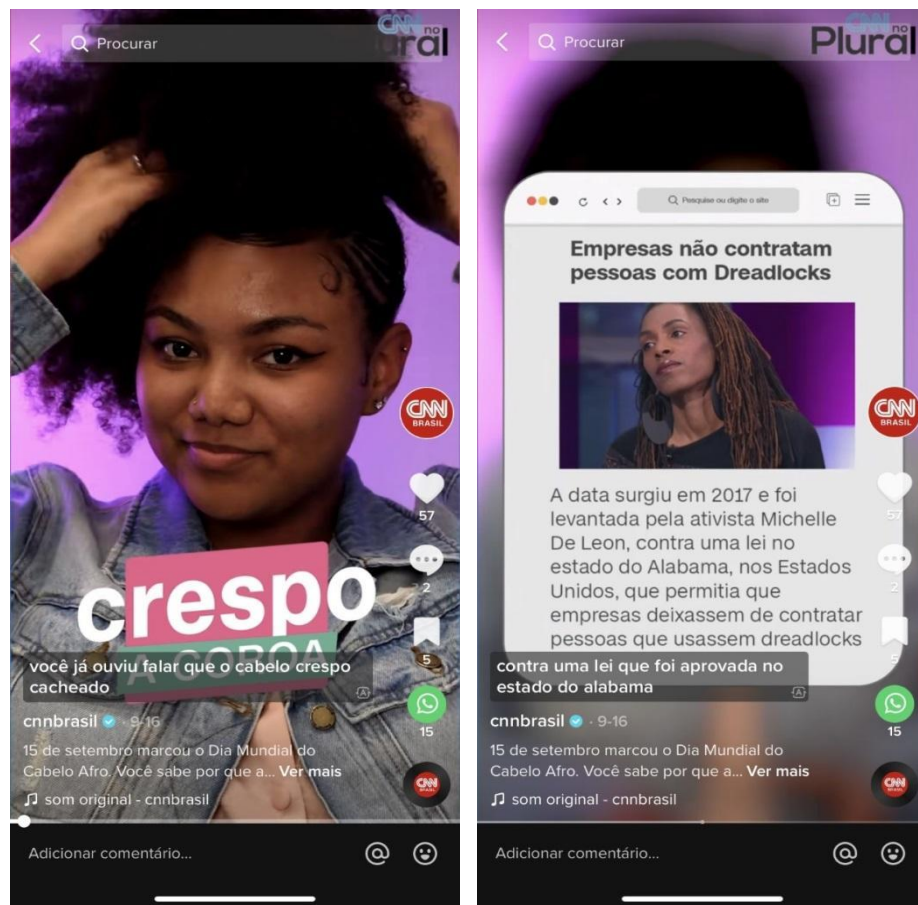 CNN no
Plural
Procurar
CNN
BRASIL
57
2
crespo
A COROA
5
você já ouviu falar que o cabelo crespo
cacheado
cnnbrasil · 9-16
15
15 de setembro marcou o Dia Mundial do
Cabelo Afro. Você sabe por que a... Ver mais
CNN
BRASIL
som original - cnnbrasil
Adicionar comentário...
CNN no
Plural
Procurar
Pesquise ou digite o site
Empresas não contratam
pessoas com Dreadlocks
CNN
BRASIL
A data surgiu em 2017 e foi
levantada pela ativista Michelle
De Leon, contra uma lei no
estado do Alabama, nos Estados
Unidos, que permitia que
empresas deixassem de contratar
pessoas que usassem dreadlocks
57
2
5
contra uma lei que foi aprovada no
estado do alabama
cnnbrasil · 9-16
15
15 de setembro marcou o Dia Mundial do
Cabelo Afro. Você sabe por que a... Ver mais
CNN
BRASIL
som original - cnnbrasil
Adicionar comentário...